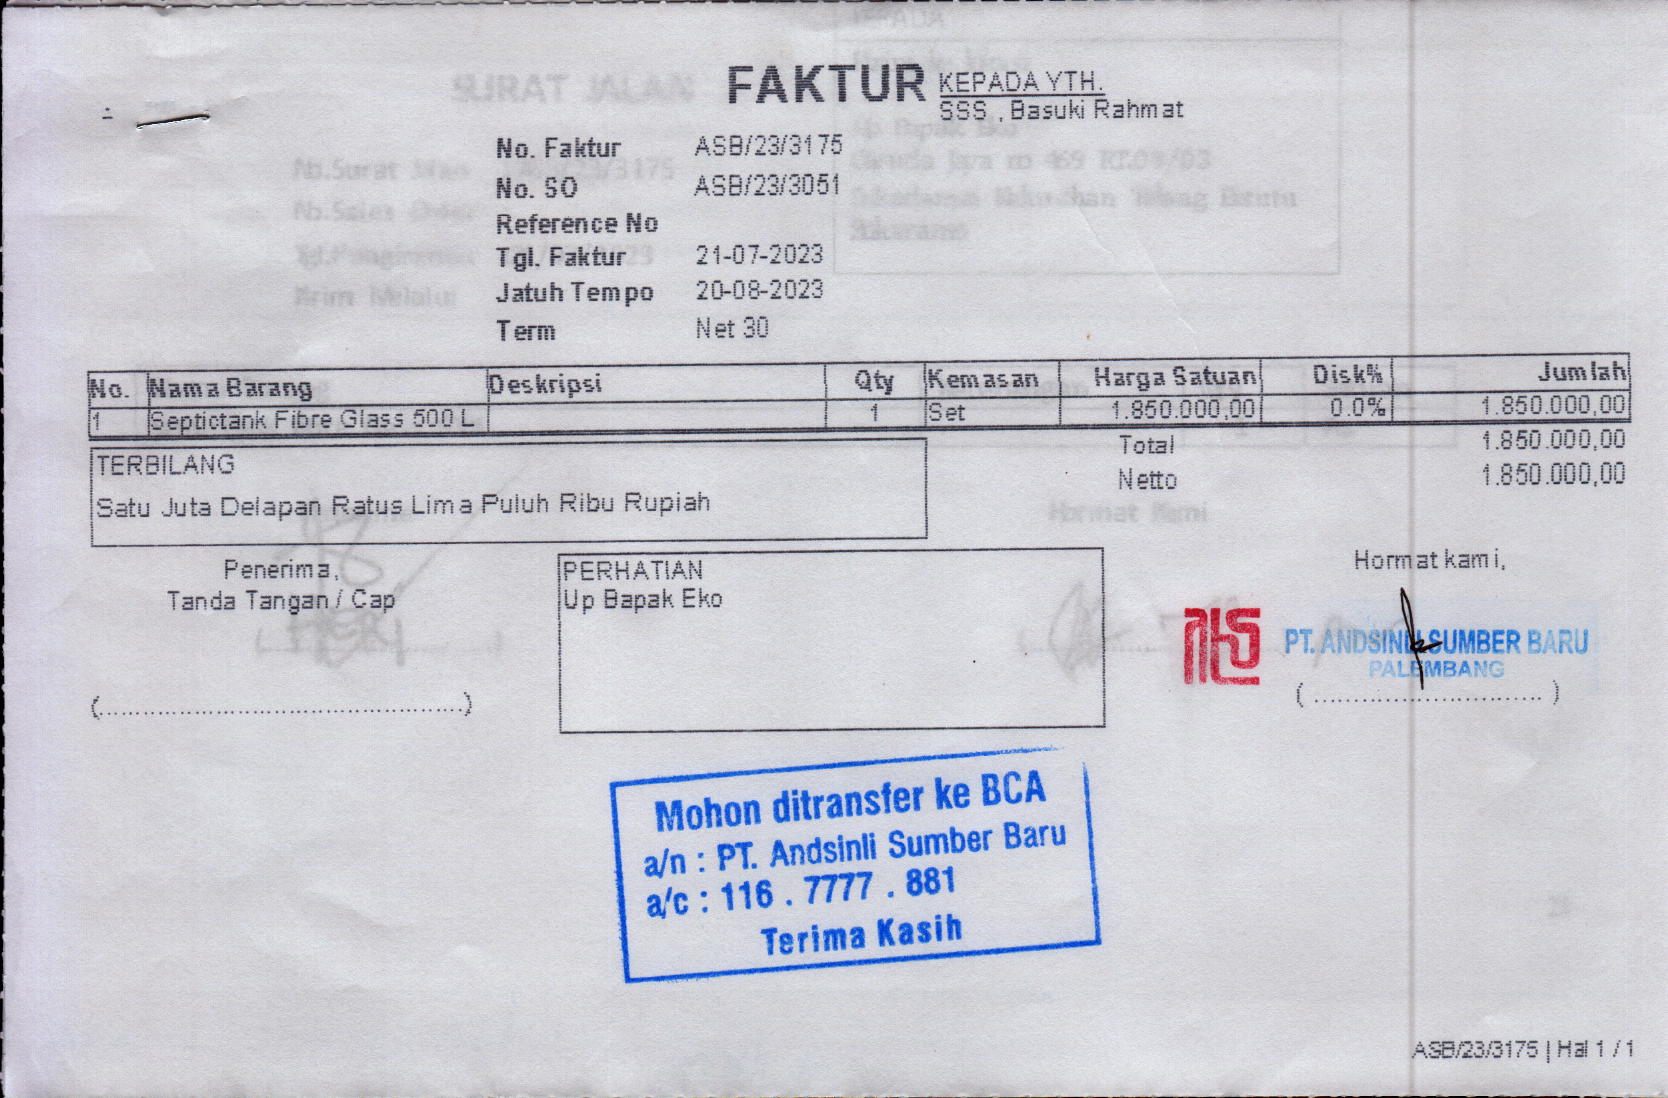 FAKTUR
KEPADA YTH.
SSS , Basuki Rahmat
No. Faktur ASB/23/3175
No. SO ASB/23/3051
Reference No
Tgl. Faktur 21-07-2023
Jatuh Tempo 20-08-2023
Term Net 30
No. Nama Barang Deskripsi Qty Kemasan Harga Satuan Disk% Jumlah
1 Septictank Fibre Glass 500 L 1 Set 1.850.000,00 0.0% 1.850.000,00
Total 1.850.000,00
Netto 1.850.000,00
TERBILANG
Satu Juta Delapan Ratus Lima Puluh Ribu Rupiah
Penerima,
Tanda Tangan / Cap
(..............................................)
PERHATIAN
Up Bapak Eko
Hormat kami,
PT. ANDSINLI SUMBER BARU
PALEMBANG
( ............................. )
Mohon ditransfer ke BCA
a/n : PT. Andsinli Sumber Baru
a/c : 116 . 7777 . 881
Terima Kasih
ASB/23/3175 | Hal 1 / 1
SURAT JALAN